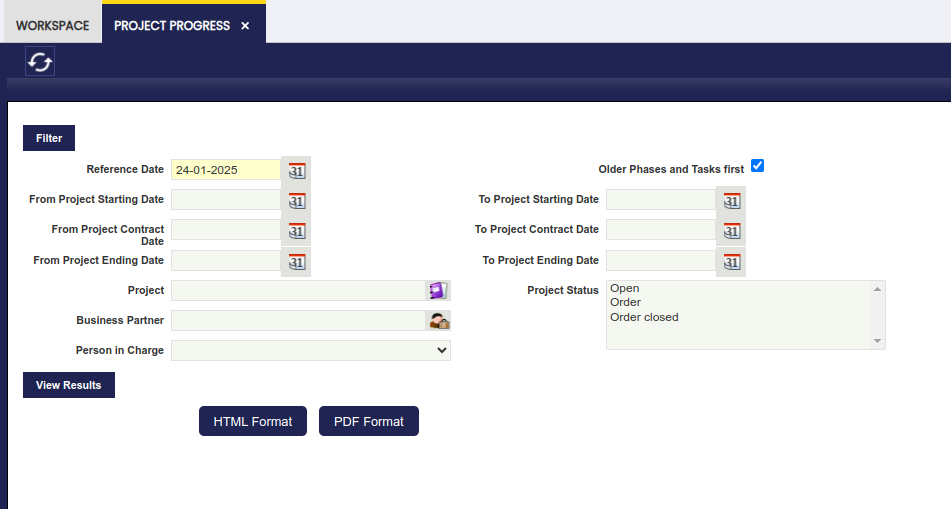 WORKSPACE
PROJECT PROGRESS ×
Filter
Reference Date 24-01-2025 31 Older Phases and Tasks first
From Project Starting Date 31 To Project Starting Date 31
From Project Contract
Date 31 To Project Contract Date 31
From Project Ending Date 31 To Project Ending Date 31
Project
Project Status
Open
Order
Order closed
Business Partner
Person in Charge
View Results
HTML Format
PDF Format